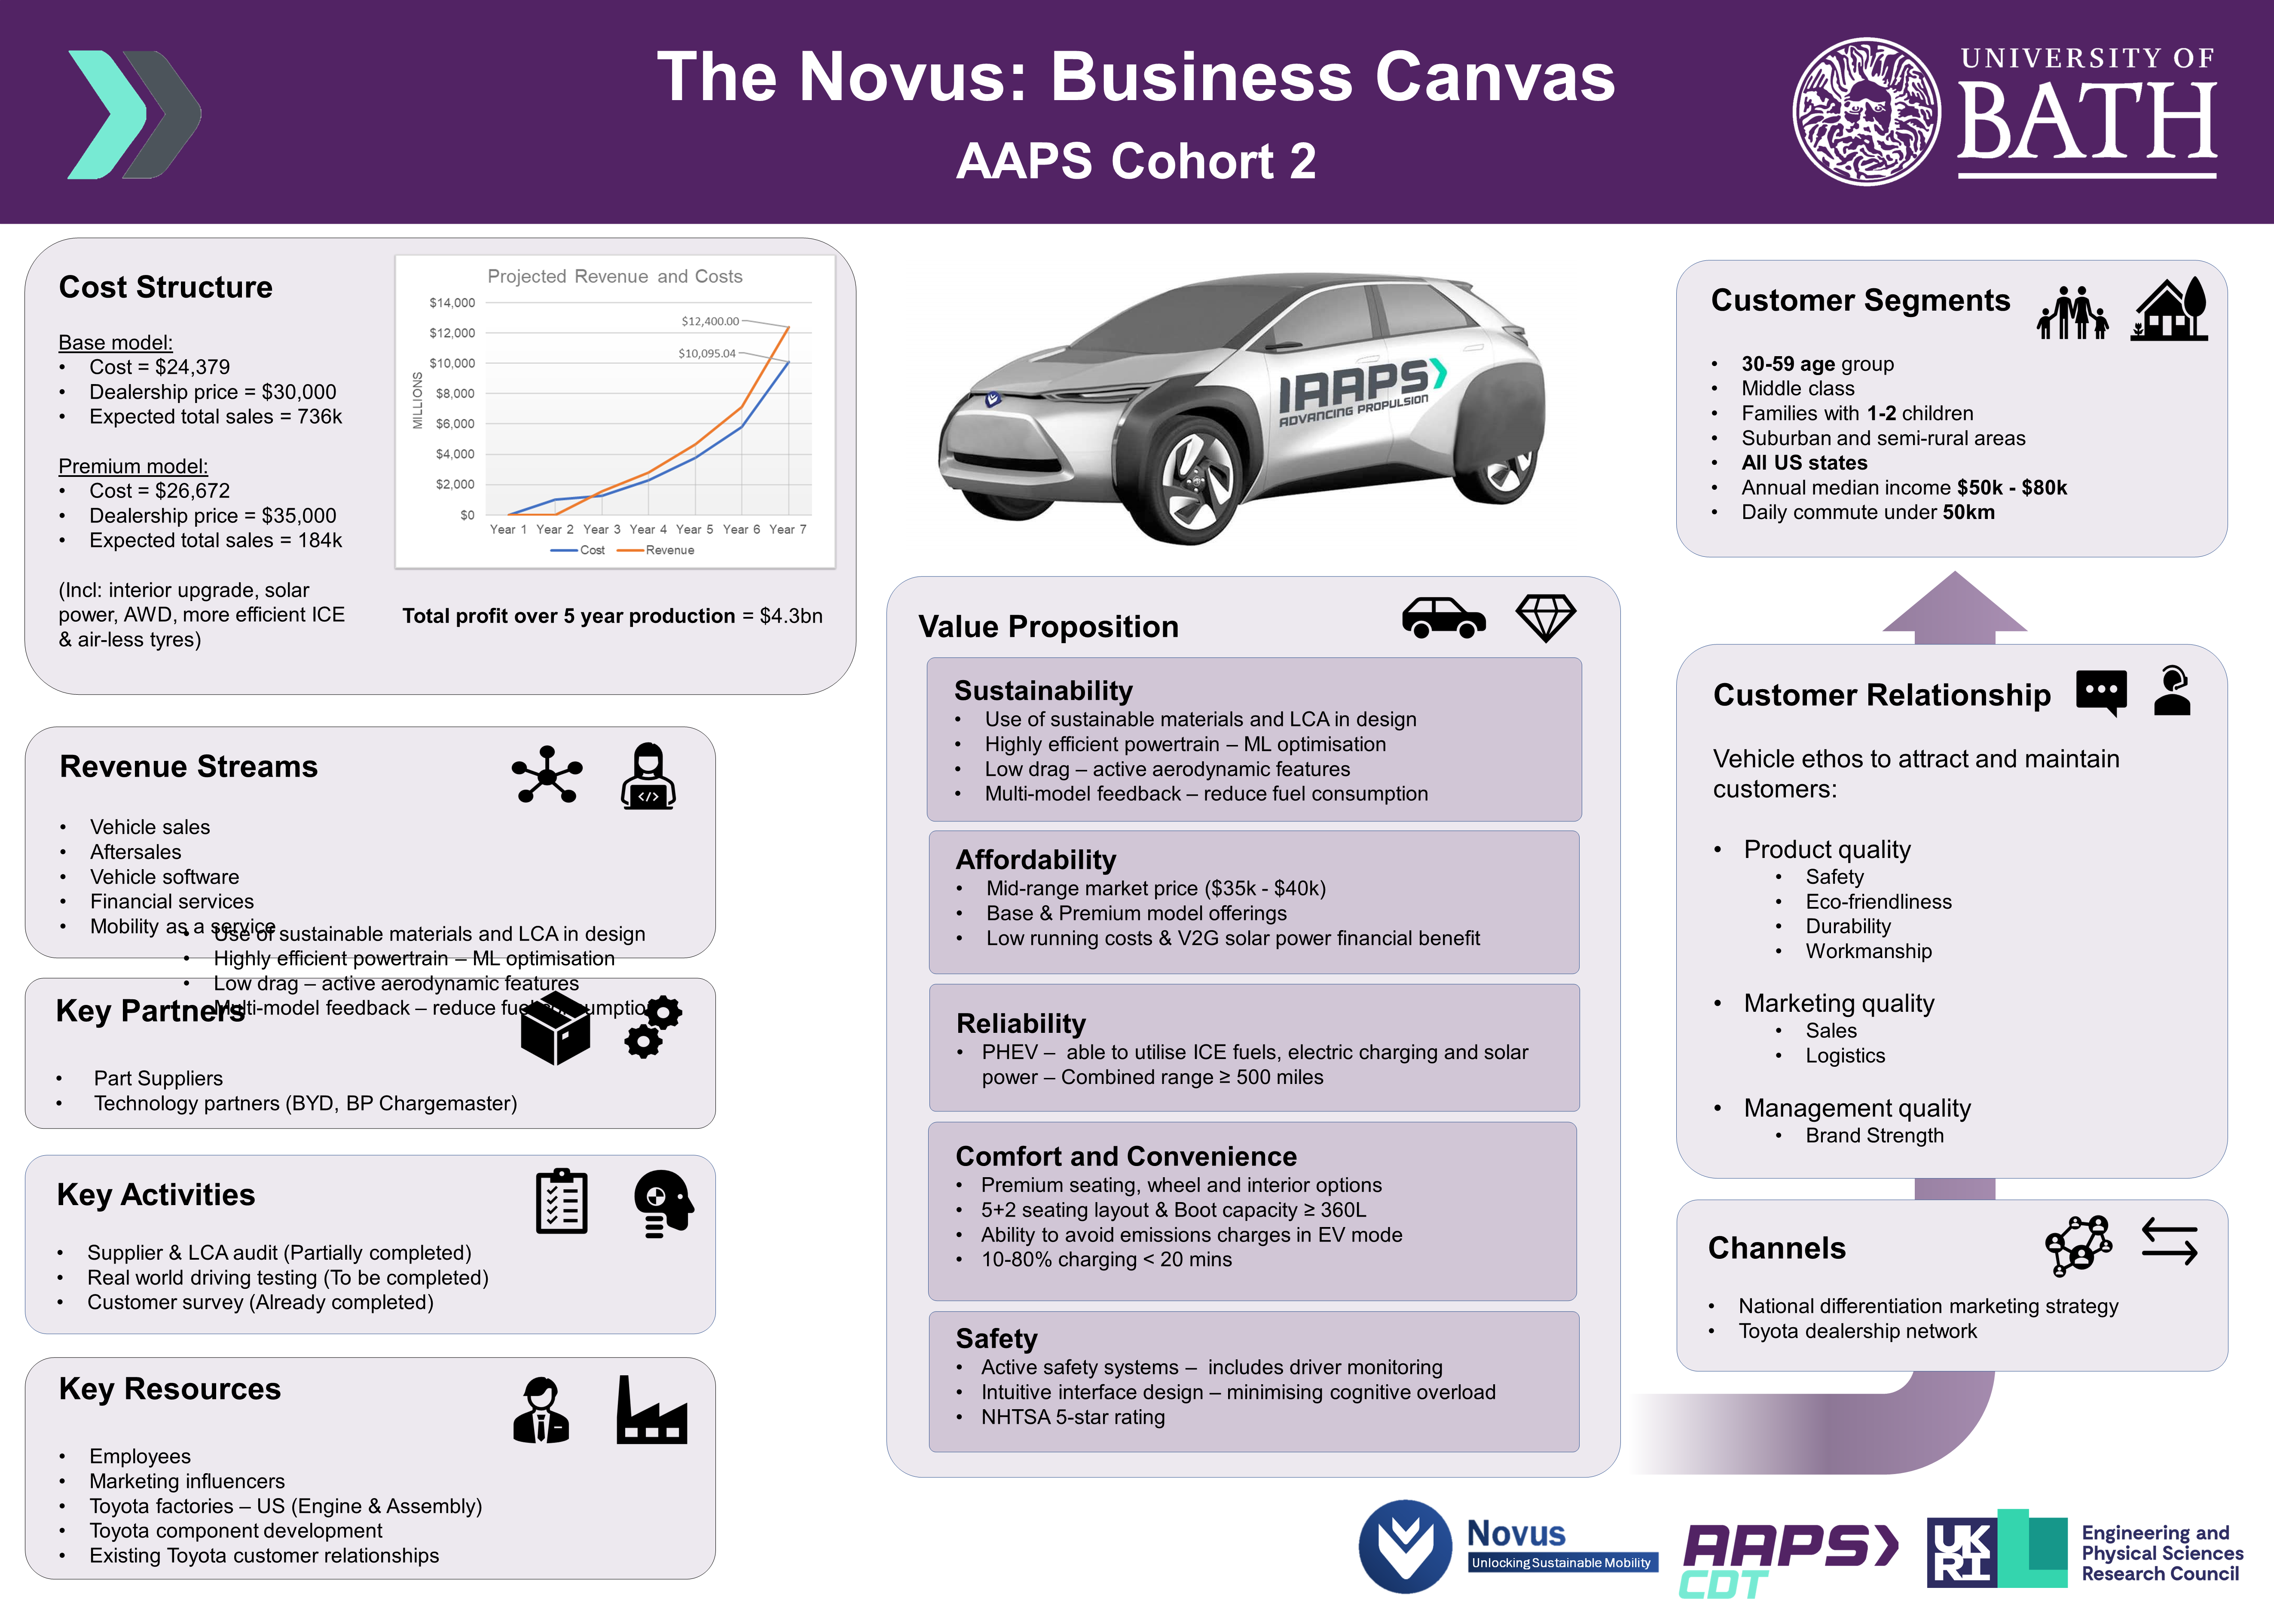 The Novus: Business Canvas
AAPS Cohort 2
UNIVERSITY OF
BATH
Cost Structure
Base model:
• Cost = $24,379
• Dealership price = $30,000
• Expected total sales = 736k
Premium model:
• Cost = $26,672
• Dealership price = $35,000
• Expected total sales = 184k
(Incl: interior upgrade, solar
power, AWD, more efficient ICE
& air-less tyres)
Projected Revenue and Costs
MILLIONS
$14,000
$12,000
$10,000
$8,000
$6,000
$4,000
$2,000
$0
$12,400.00
$10,095.04
Year 1 Year 2 Year 3 Year 4 Year 5 Year 6 Year 7
Cost Revenue
Total profit over 5 year production = $4.3bn
Revenue Streams
</>
• Vehicle sales
• Aftersales
• Vehicle software
• Financial services
• Mobility as a service
• Use of sustainable materials and LCA in design
• Highly efficient powertrain – ML optimisation
• Low drag – active aerodynamic features
• Multi-model feedback – reduce fuel consumption
Key Partners
• Part Suppliers
• Technology partners (BYD, BP Chargemaster)
Key Activities
• Supplier & LCA audit (Partially completed)
• Real world driving testing (To be completed)
• Customer survey (Already completed)
Key Resources
• Employees
• Marketing influencers
• Toyota factories – US (Engine & Assembly)
• Toyota component development
• Existing Toyota customer relationships
IAAPS
ADVANCING PROPULSION
Value Proposition
Sustainability
• Use of sustainable materials and LCA in design
• Highly efficient powertrain – ML optimisation
• Low drag – active aerodynamic features
• Multi-model feedback – reduce fuel consumption
Affordability
• Mid-range market price ($35k - $40k)
• Base & Premium model offerings
• Low running costs & V2G solar power financial benefit
Reliability
• PHEV – able to utilise ICE fuels, electric charging and solar
power – Combined range ≥ 500 miles
Comfort and Convenience
• Premium seating, wheel and interior options
• 5+2 seating layout & Boot capacity ≥ 360L
• Ability to avoid emissions charges in EV mode
• 10-80% charging < 20 mins
Safety
• Active safety systems – includes driver monitoring
• Intuitive interface design – minimising cognitive overload
• NHTSA 5-star rating
Customer Segments
• 30-59 age group
• Middle class
• Families with 1-2 children
• Suburban and semi-rural areas
• All US states
• Annual median income $50k - $80k
• Daily commute under 50km
Customer Relationship
Vehicle ethos to attract and maintain
customers:
• Product quality
• Safety
• Eco-friendliness
• Durability
• Workmanship
• Marketing quality
• Sales
• Logistics
• Management quality
• Brand Strength
Channels
• National differentiation marketing strategy
• Toyota dealership network
Novus
Unlocking Sustainable Mobility
AAPS
CDT
UK
RI
Engineering and
Physical Sciences
Research Council